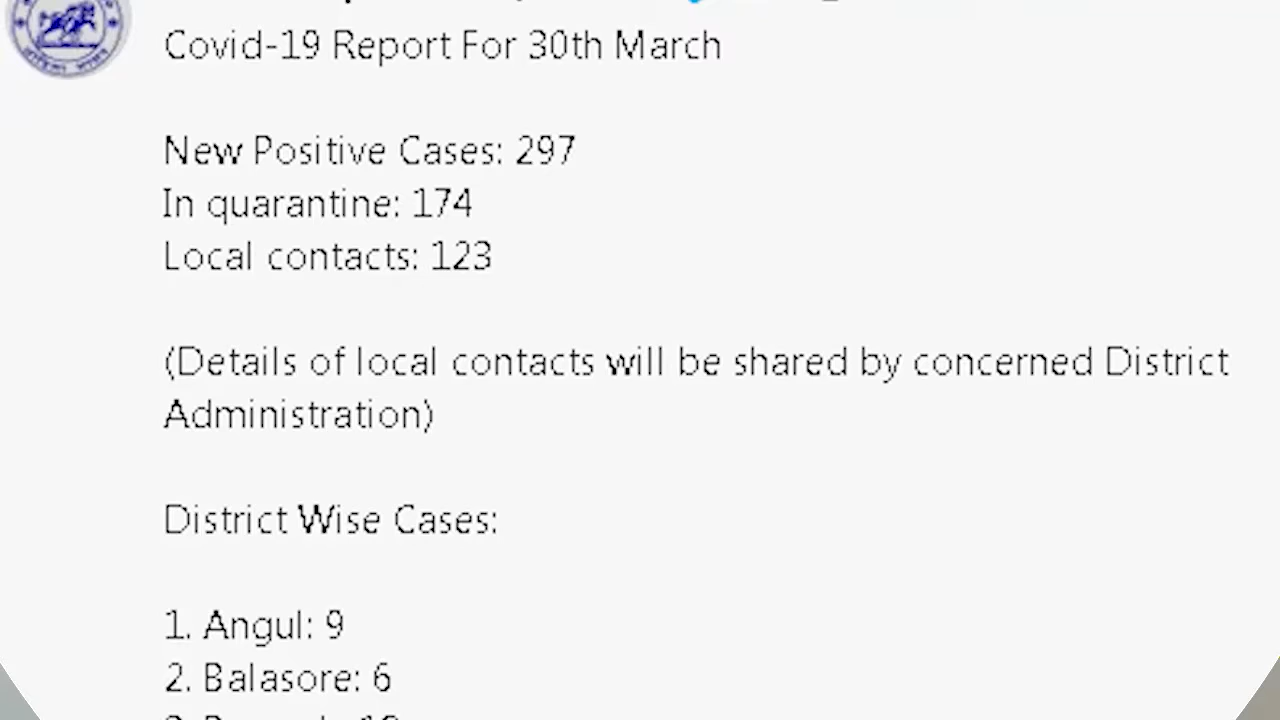 Covid-19 Report For 30th March
New Positive Cases: 297
In quarantine: 174
Local contacts: 123
(Details of local contacts will be shared by concerned District
Administration)
District Wise Cases:
1. Angul: 9
2. Balasore: 6